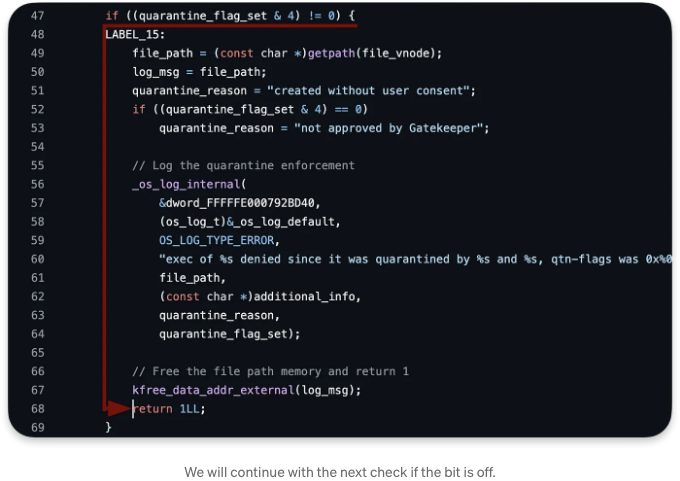 47 if ((quarantine_flag_set & 4) != 0) {
48 LABEL_15:
49 file_path = (const char *)getpath(file_vnode);
50 log_msg = file_path;
51 quarantine_reason = "created without user consent";
52 if ((quarantine_flag_set & 4) == 0)
53 quarantine_reason = "not approved by Gatekeeper";
54
55 // Log the quarantine enforcement
56 _os_log_internal(
57 &dword_FFFFFE000792BD40,
58 (os_log_t)&_os_log_default,
59 OS_LOG_TYPE_ERROR,
60 "exec of %s denied since it was quarantined by %s and %s, qtn-flags was 0x%0
61 file_path,
62 (const char *)additional_info,
63 quarantine_reason,
64 quarantine_flag_set);
65
66 // Free the file path memory and return 1
67 kfree_data_addr_external(log_msg);
68 return 1LL;
69 }
We will continue with the next check if the bit is off.